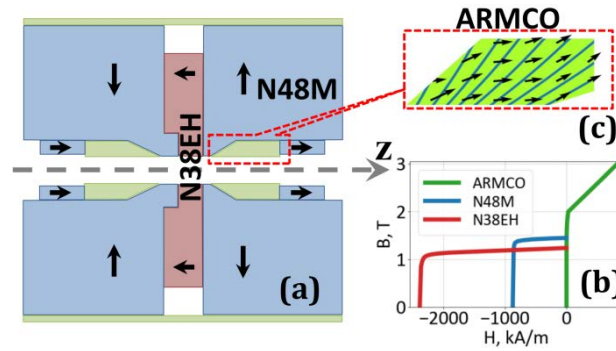 ARMCO
N48M
N38EH
(a)
(c)
Z
3
2
1
0
B, T
ARMCO
N48M
N38EH
(b)
−2000
−1000
0
H, kA/m